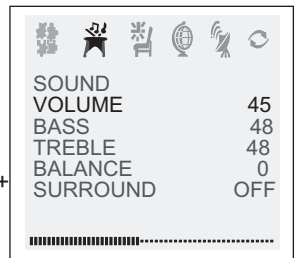 SOUND
VOLUME 45
BASS 48
TREBLE 48
BALANCE 0
+
SURROUND OFF